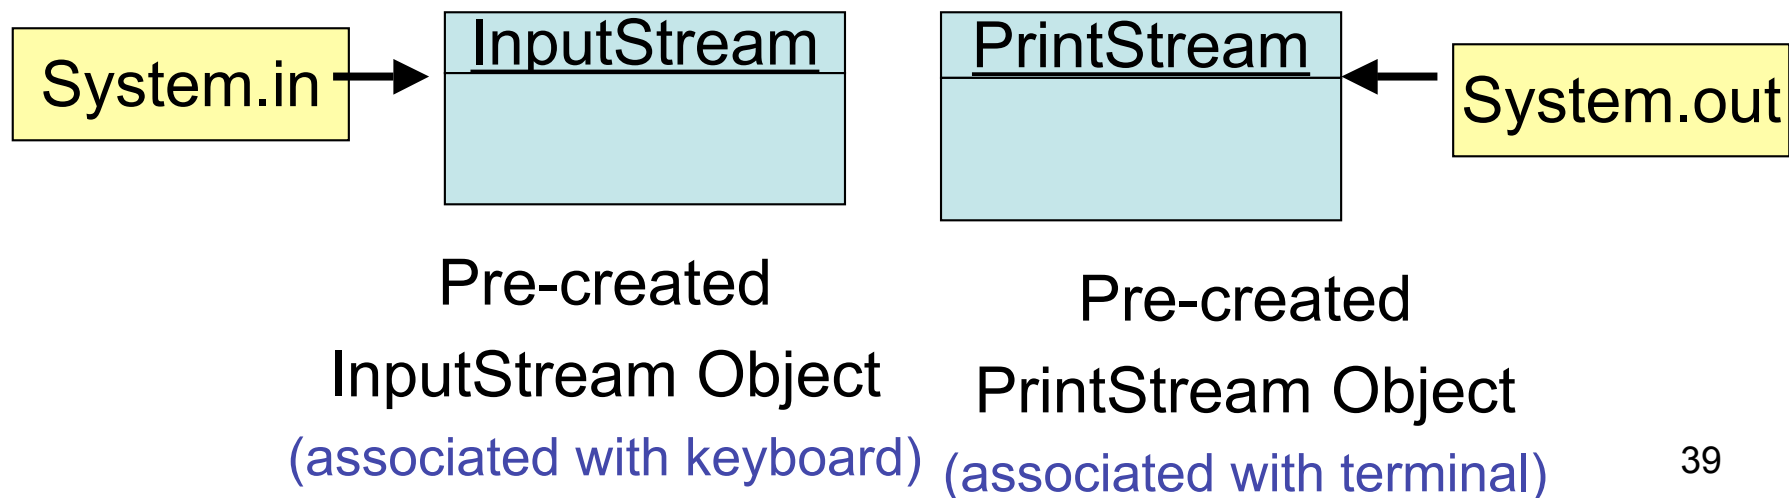 System.in
InputStream
PrintStream
System.out
Pre-created
InputStream Object
(associated with keyboard)
Pre-created
PrintStream Object
(associated with terminal)
39